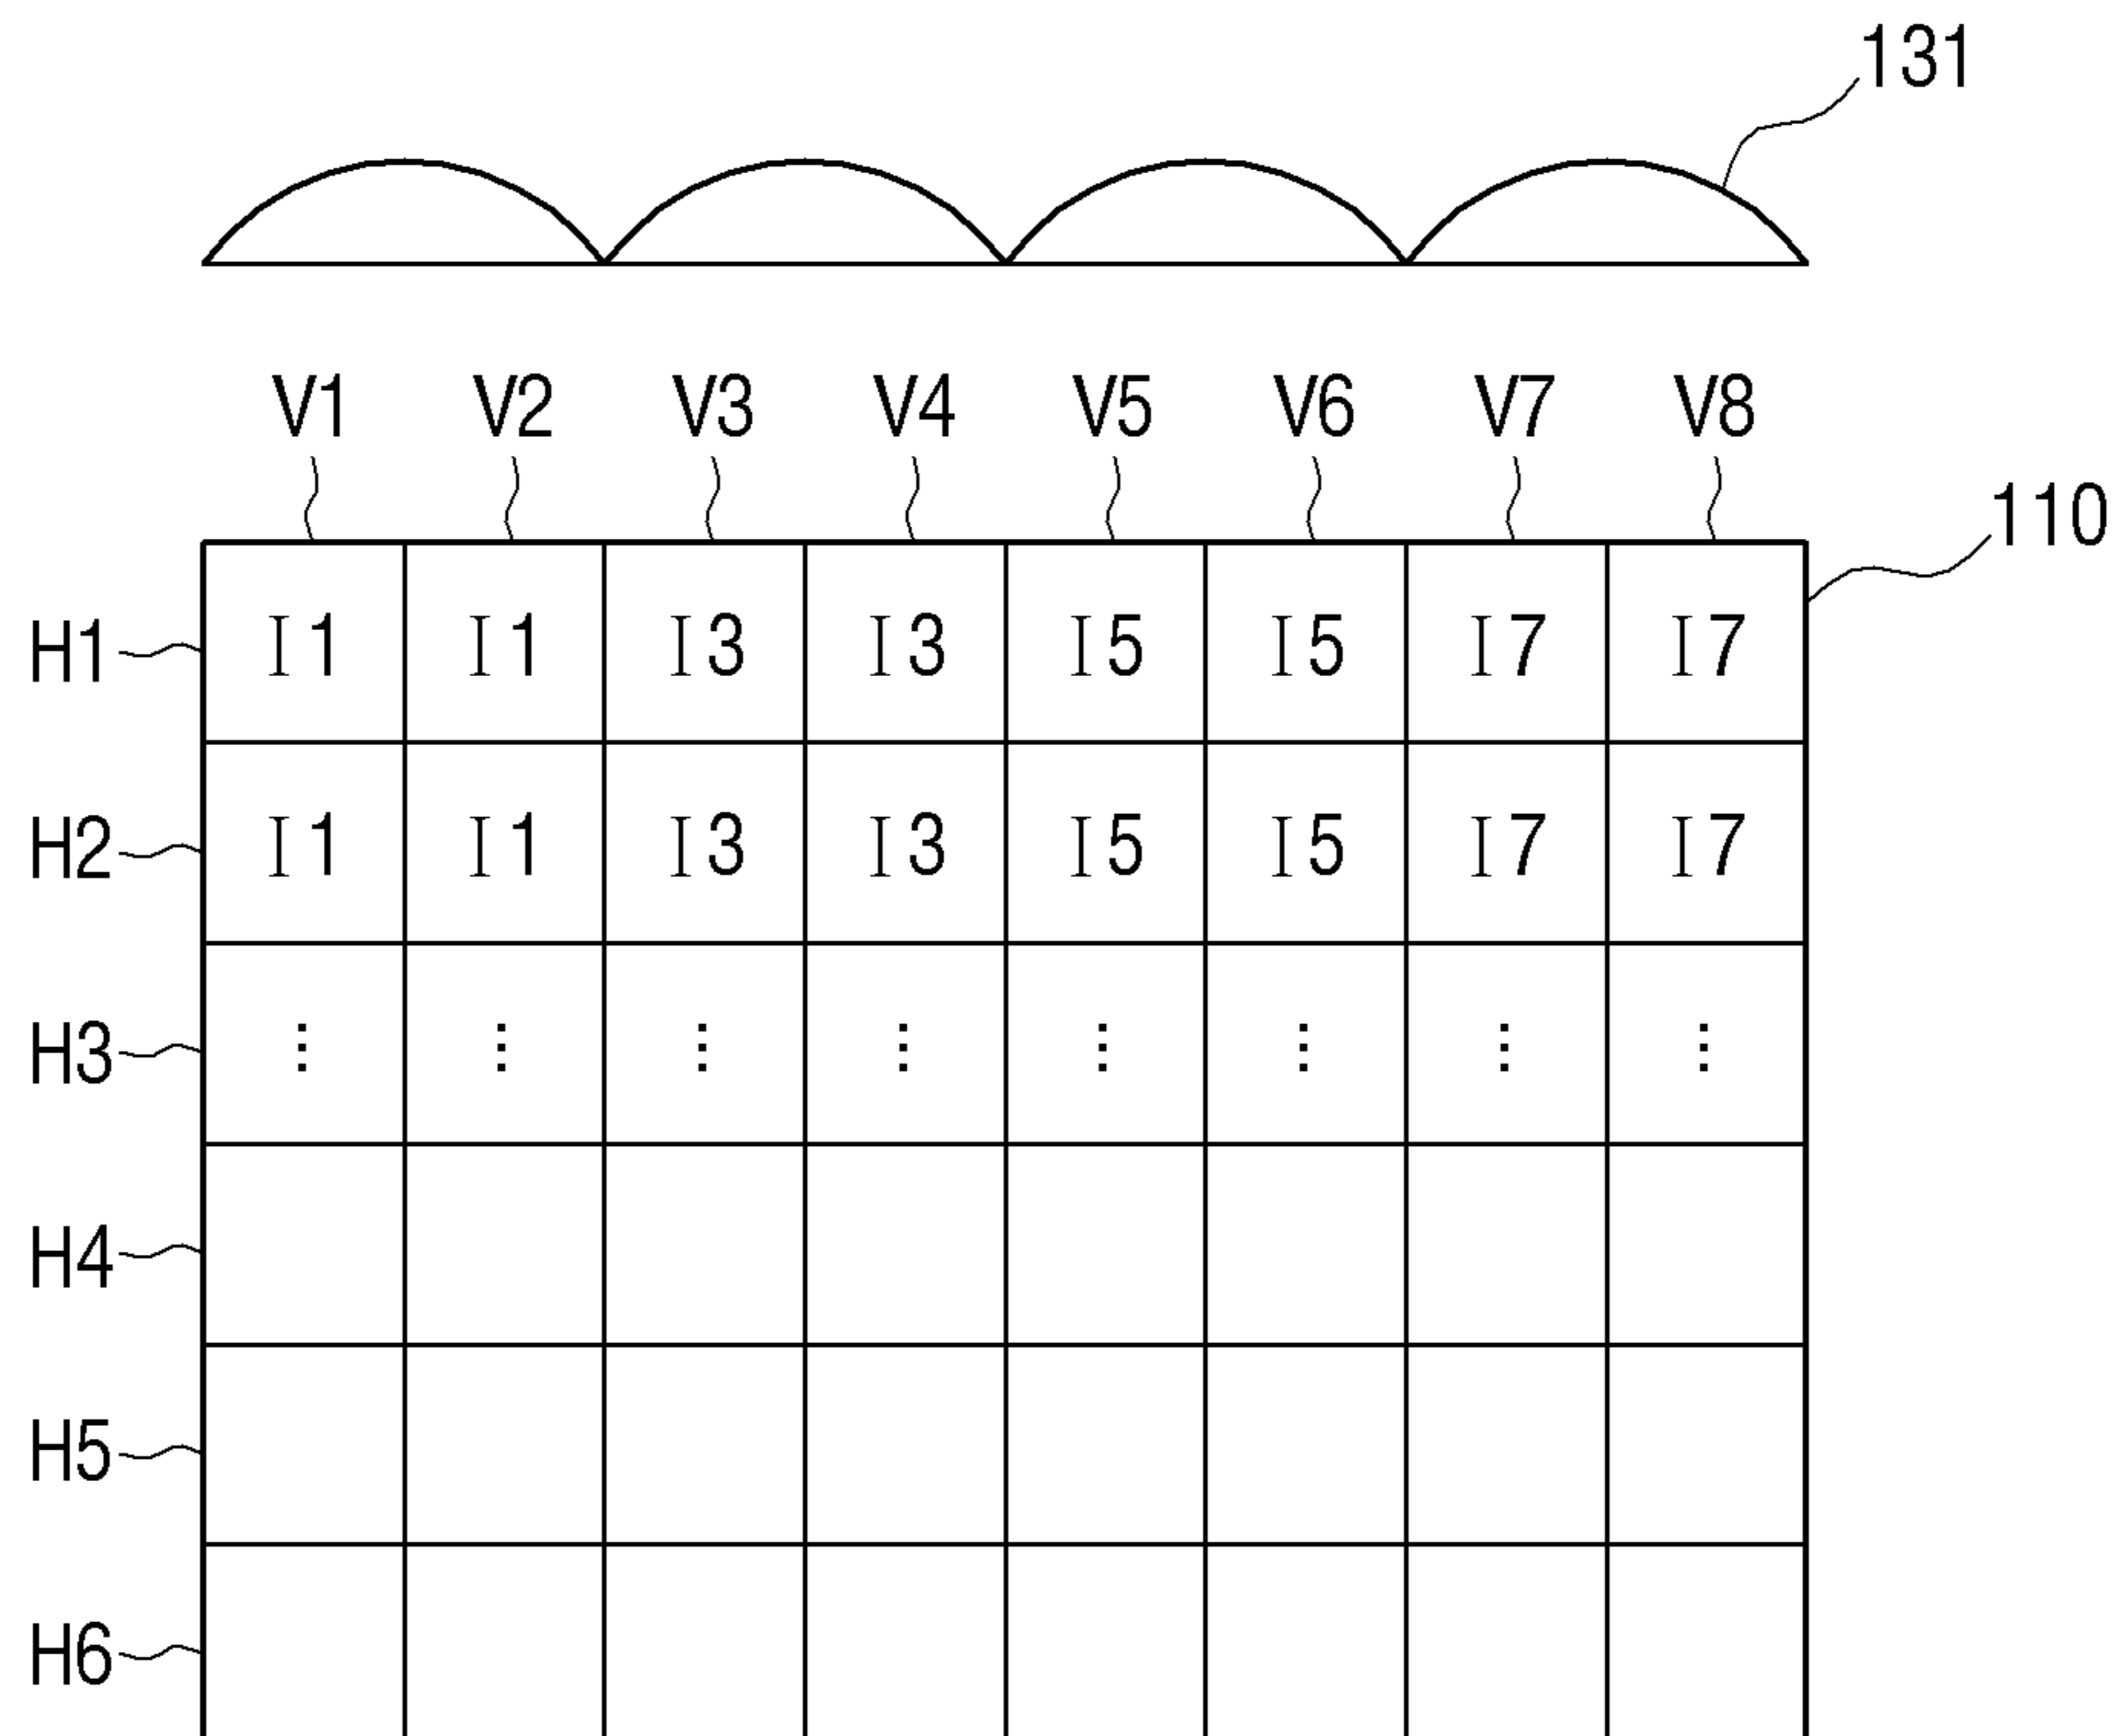 131
V1 V2 V3 V4 V5 V6 V7 V8
110
H1 I1 I1 I3 I3 I5 I5 I7 I7
H2 I1 I1 I3 I3 I5 I5 I7 I7
H3 ⋮ ⋮ ⋮ ⋮ ⋮ ⋮ ⋮ ⋮
H4
H5
H6